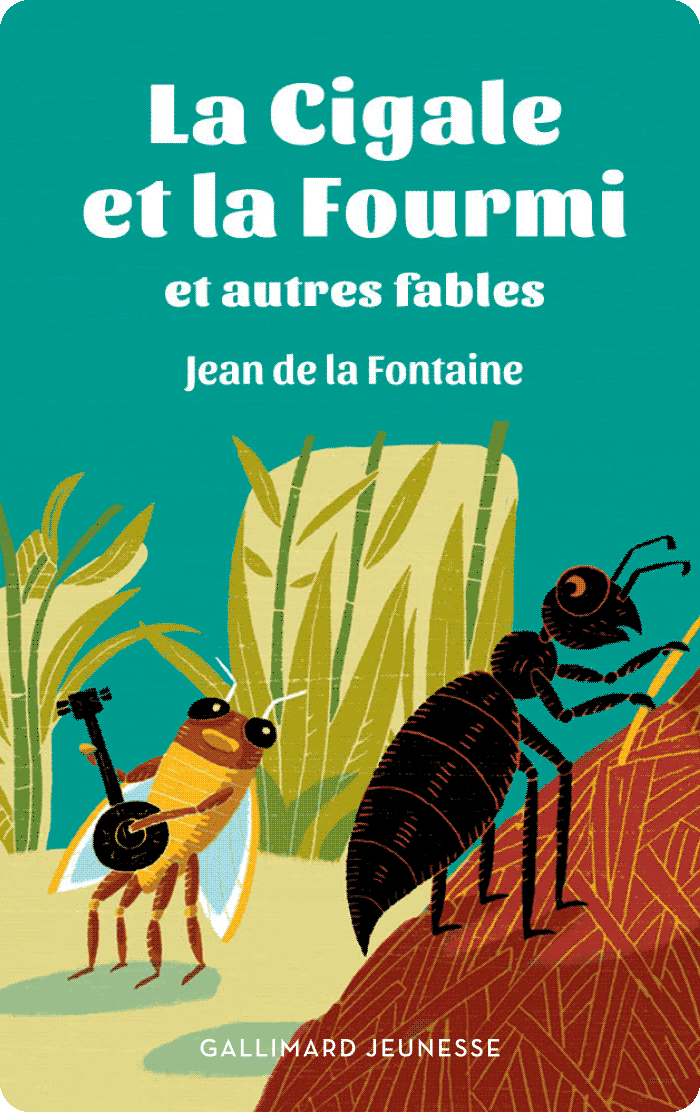 La Cigale
et la Fourmi
et autres fables
Jean de la Fontaine
GALLIMARD JEUNESSE